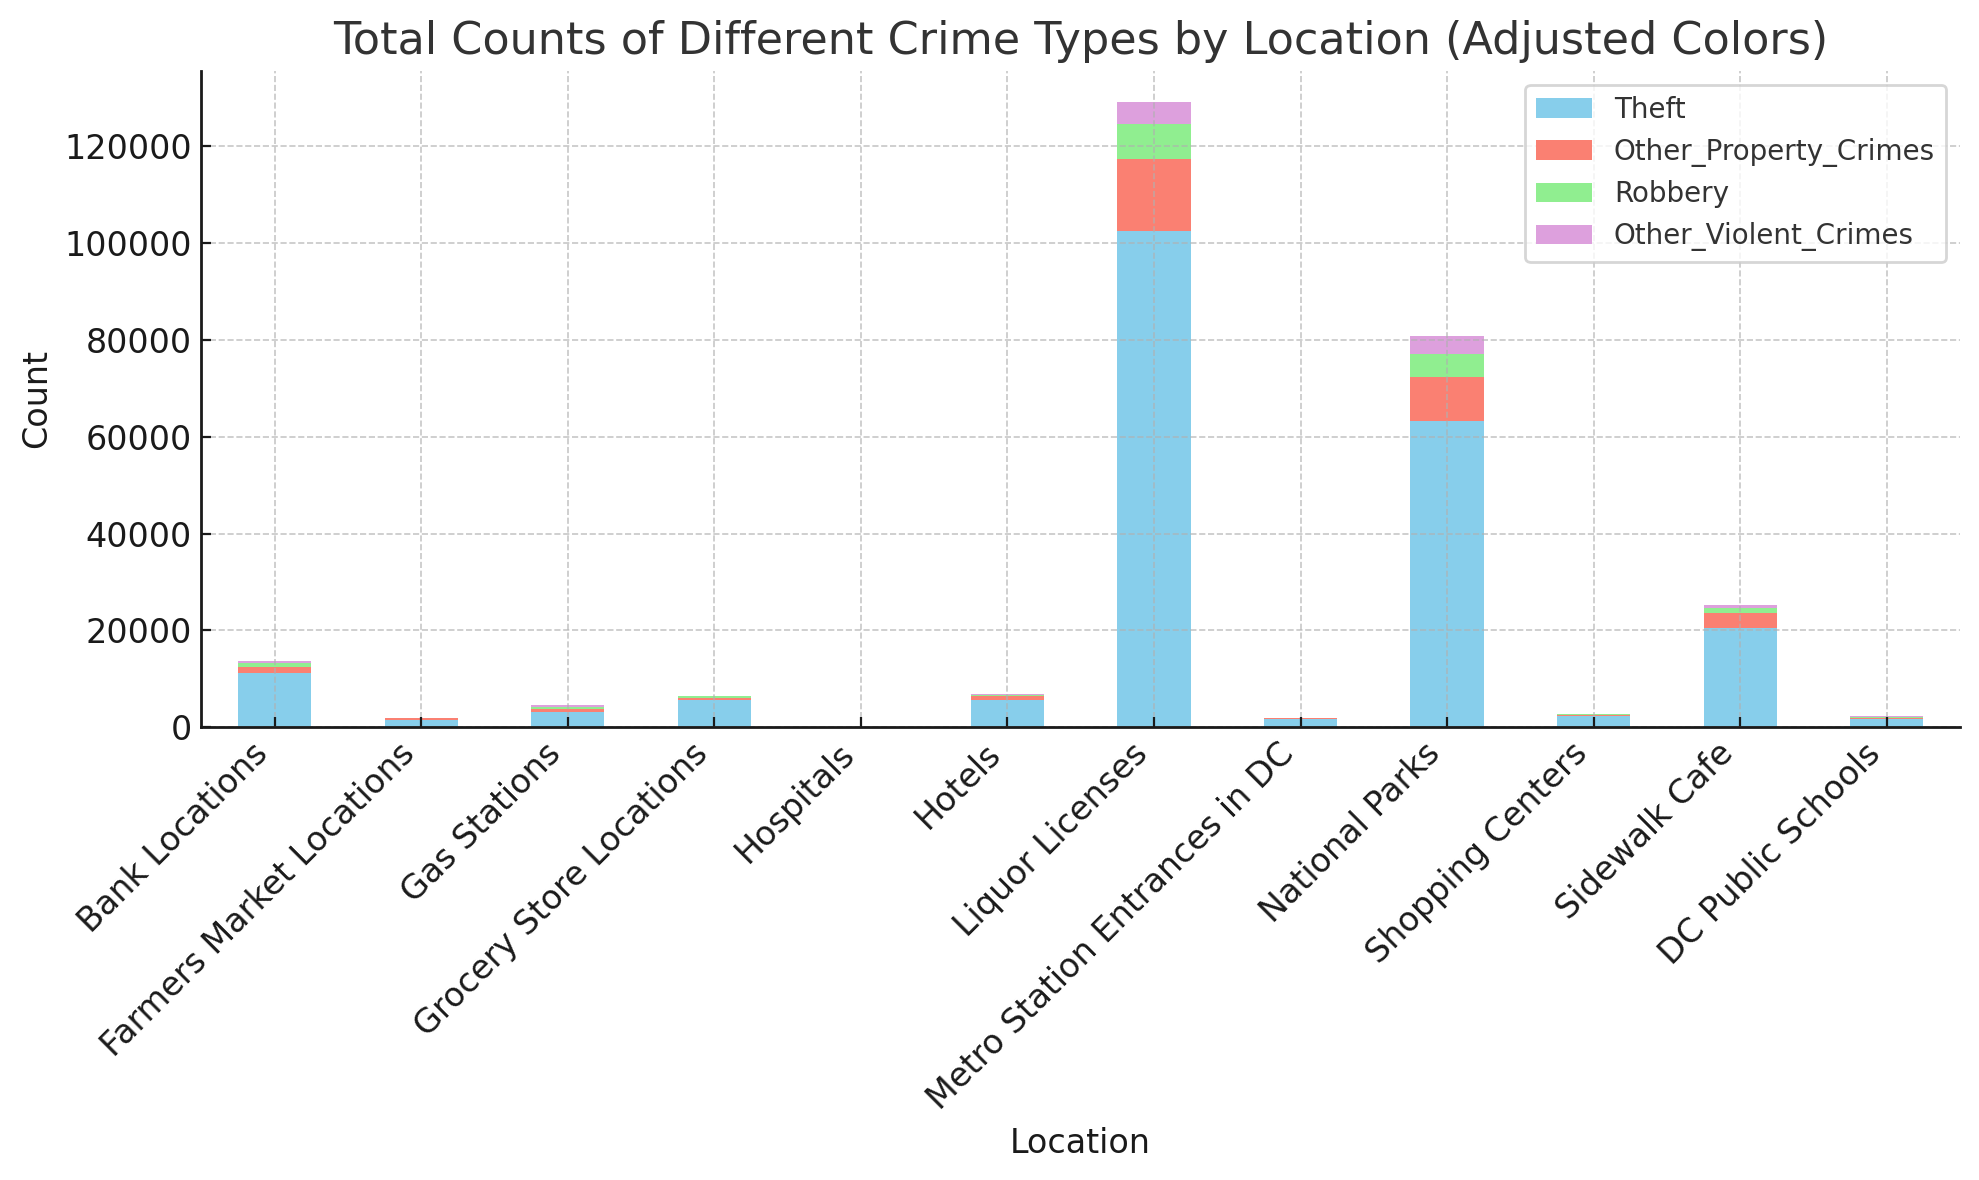 Total Counts of Different Crime Types by Location (Adjusted Colors)
Theft
Other_Property_Crimes
Robbery
Other_Violent_Crimes
Count
120000
100000
80000
60000
40000
20000
0
Bank Locations
Farmers Market Locations
Gas Stations
Grocery Store Locations
Hospitals
Hotels
Liquor Licenses
Metro Station Entrances in DC
National Parks
Shopping Centers
Sidewalk Cafe
DC Public Schools
Location